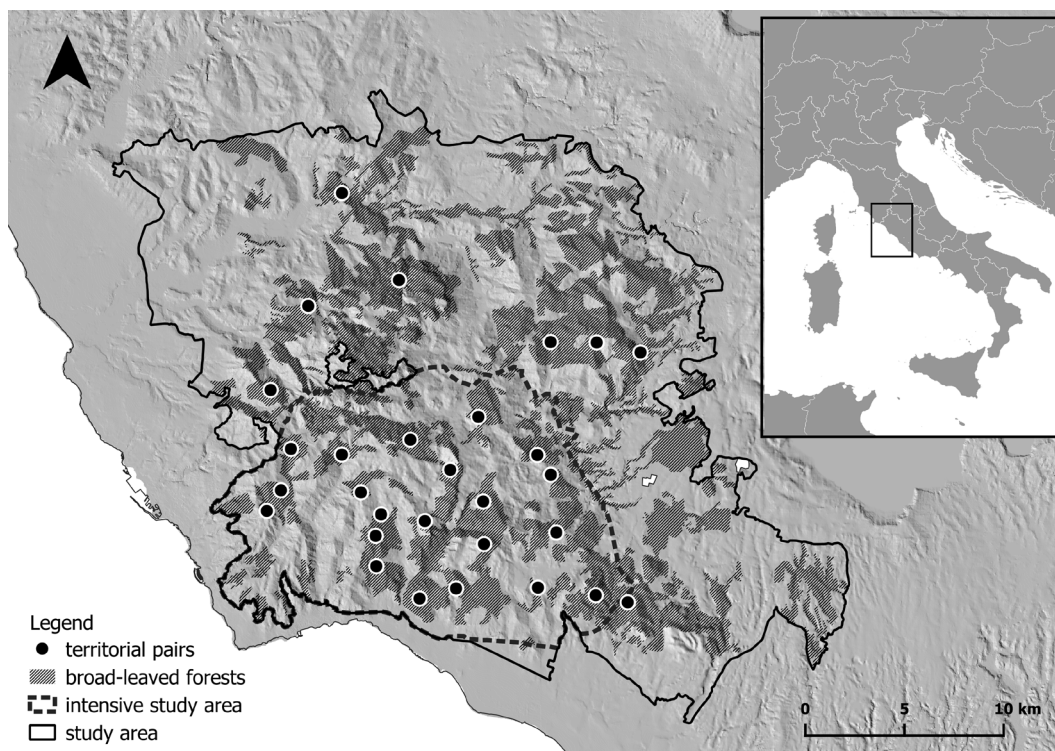 Legend
territorial pairs
broad-leaved forests
intensive study area
study area
0 5 10 km